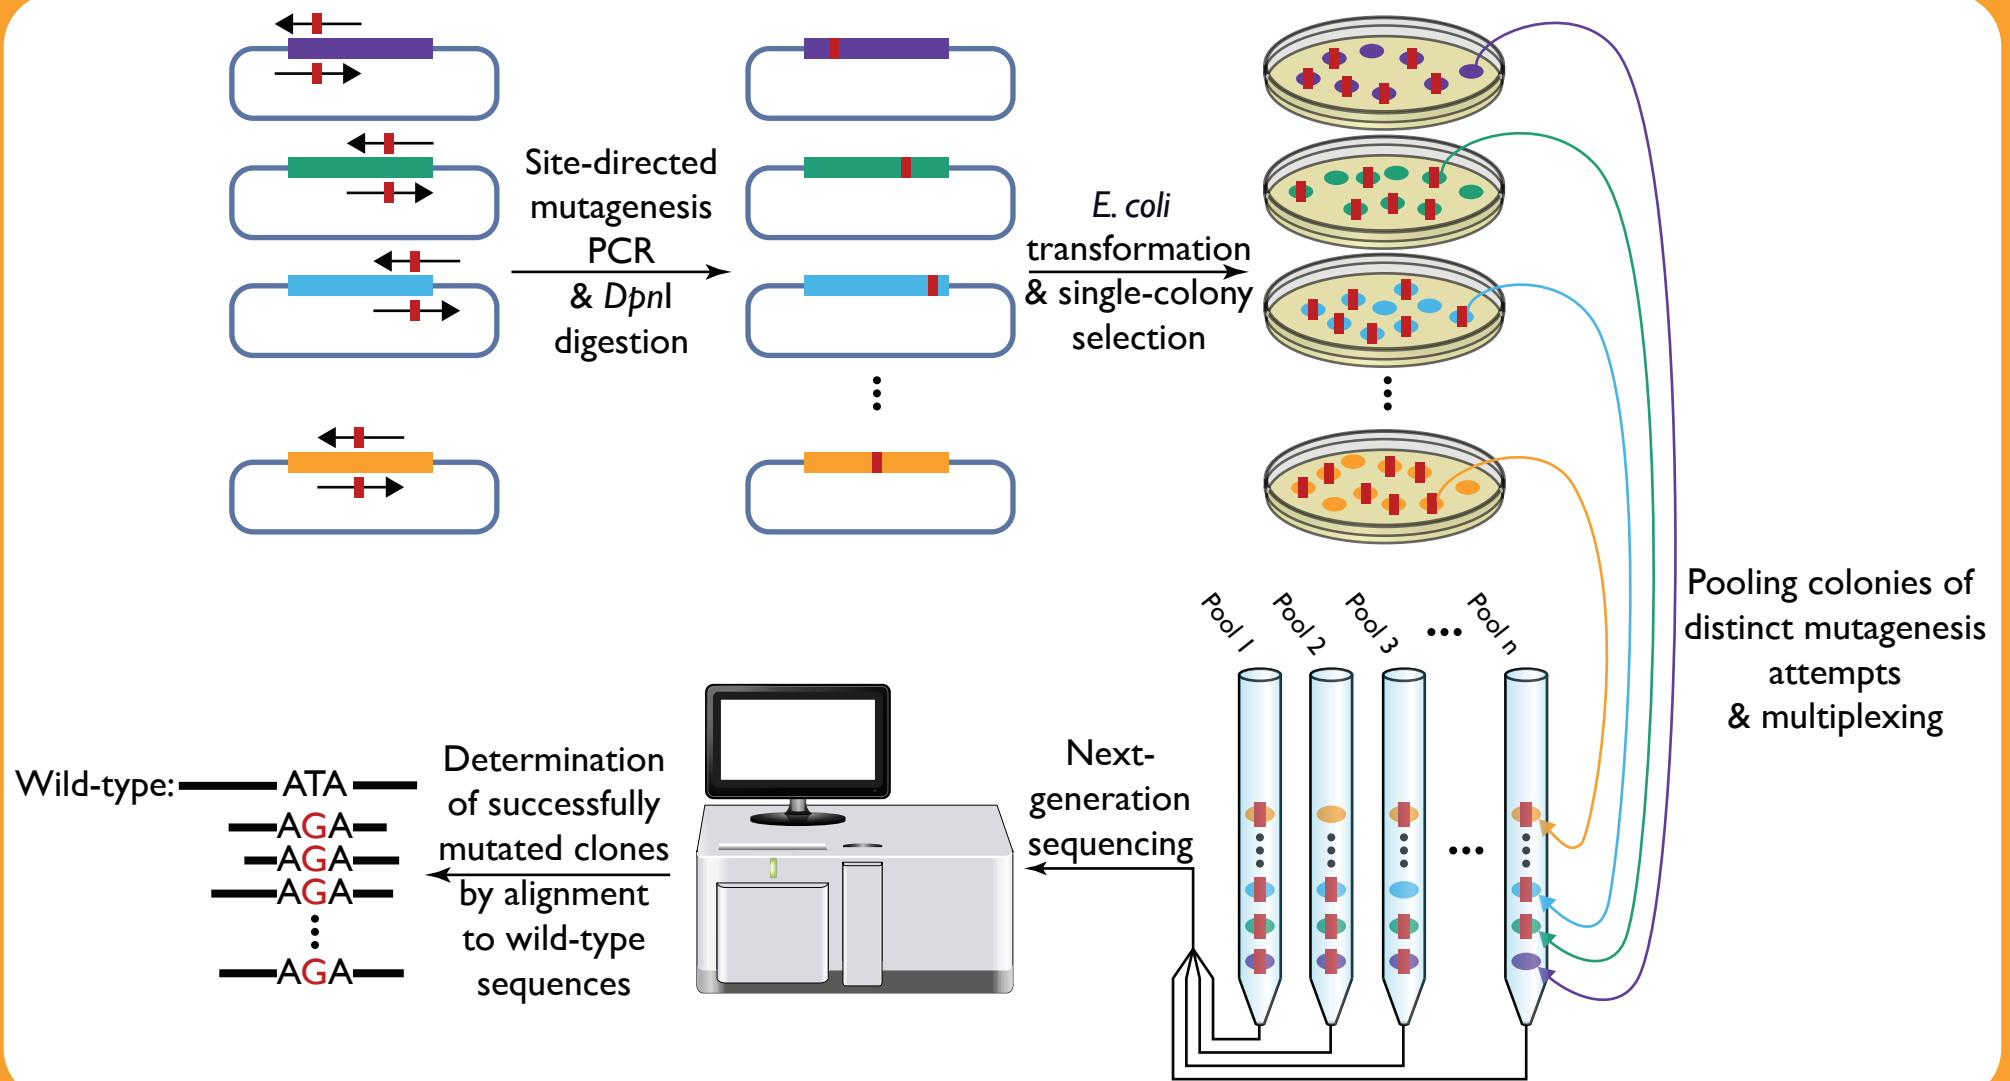 Site-directed
mutagenesis
PCR
& DpnI
digestion
E. coli
transformation
& single-colony
selection
Pooling colonies of
distinct mutagenesis
attempts
& multiplexing
Pool 1
Pool 2
Pool 3
Pool n
Next-
generation
sequencing
Determination
of successfully
mutated clones
by alignment
to wild-type
sequences
Wild-type: ATA
AGA
AGA
AGA
AGA